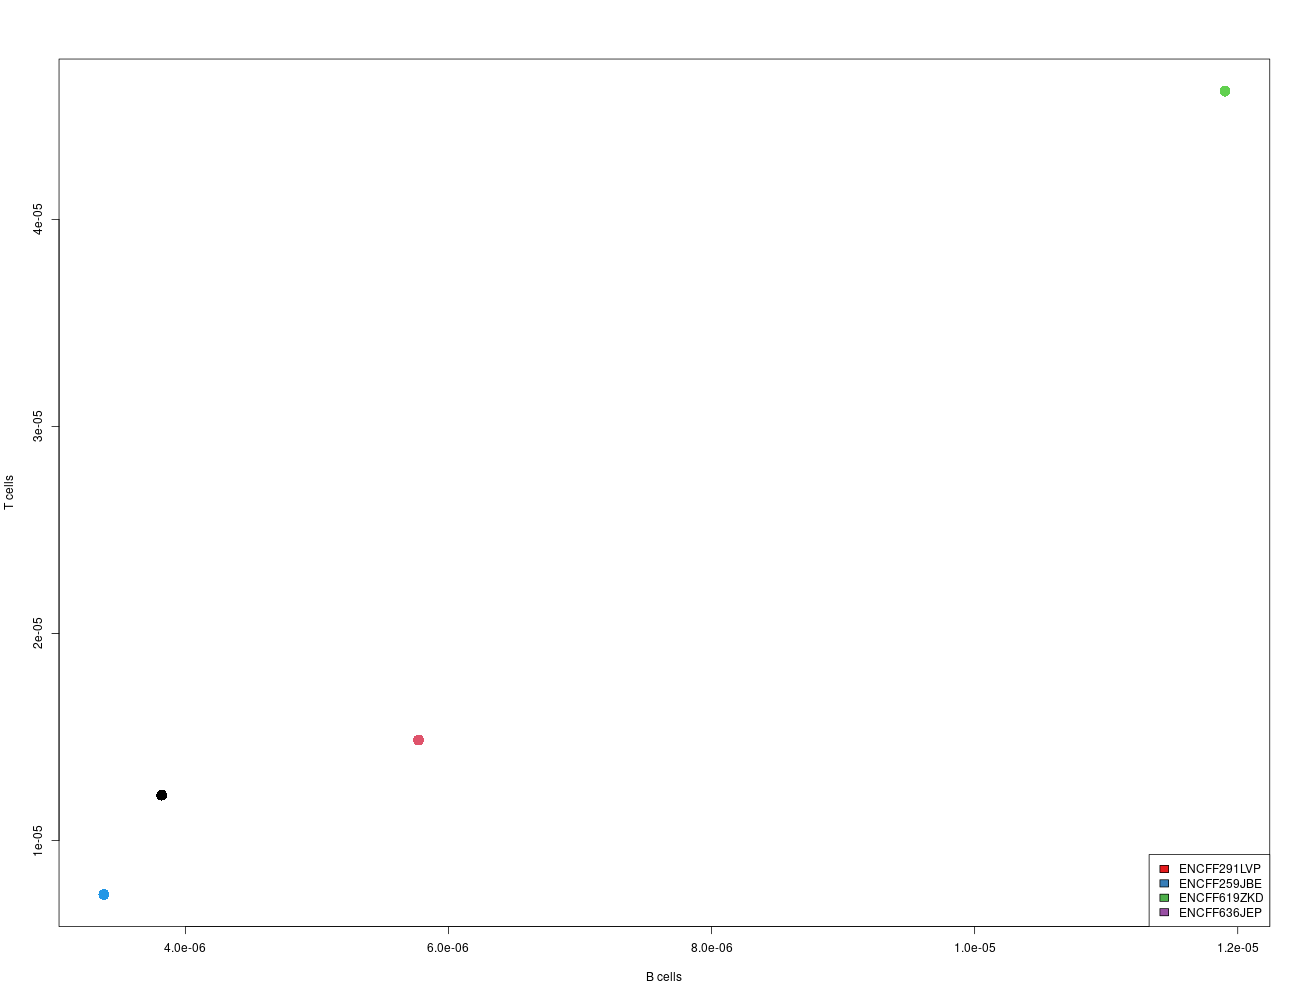 T cells
4e-05
3e-05
2e-05
1e-05
ENCFF291LVP
ENCFF259JBE
ENCFF619ZKD
ENCFF636JEP
4.0e-06 6.0e-06 8.0e-06 1.0e-05 1.2e-05
B cells